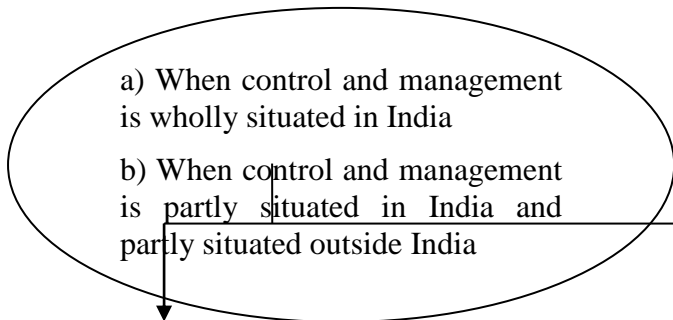 a) When control and management
is wholly situated in India
b) When control and management
is partly situated in India and
partly situated outside India